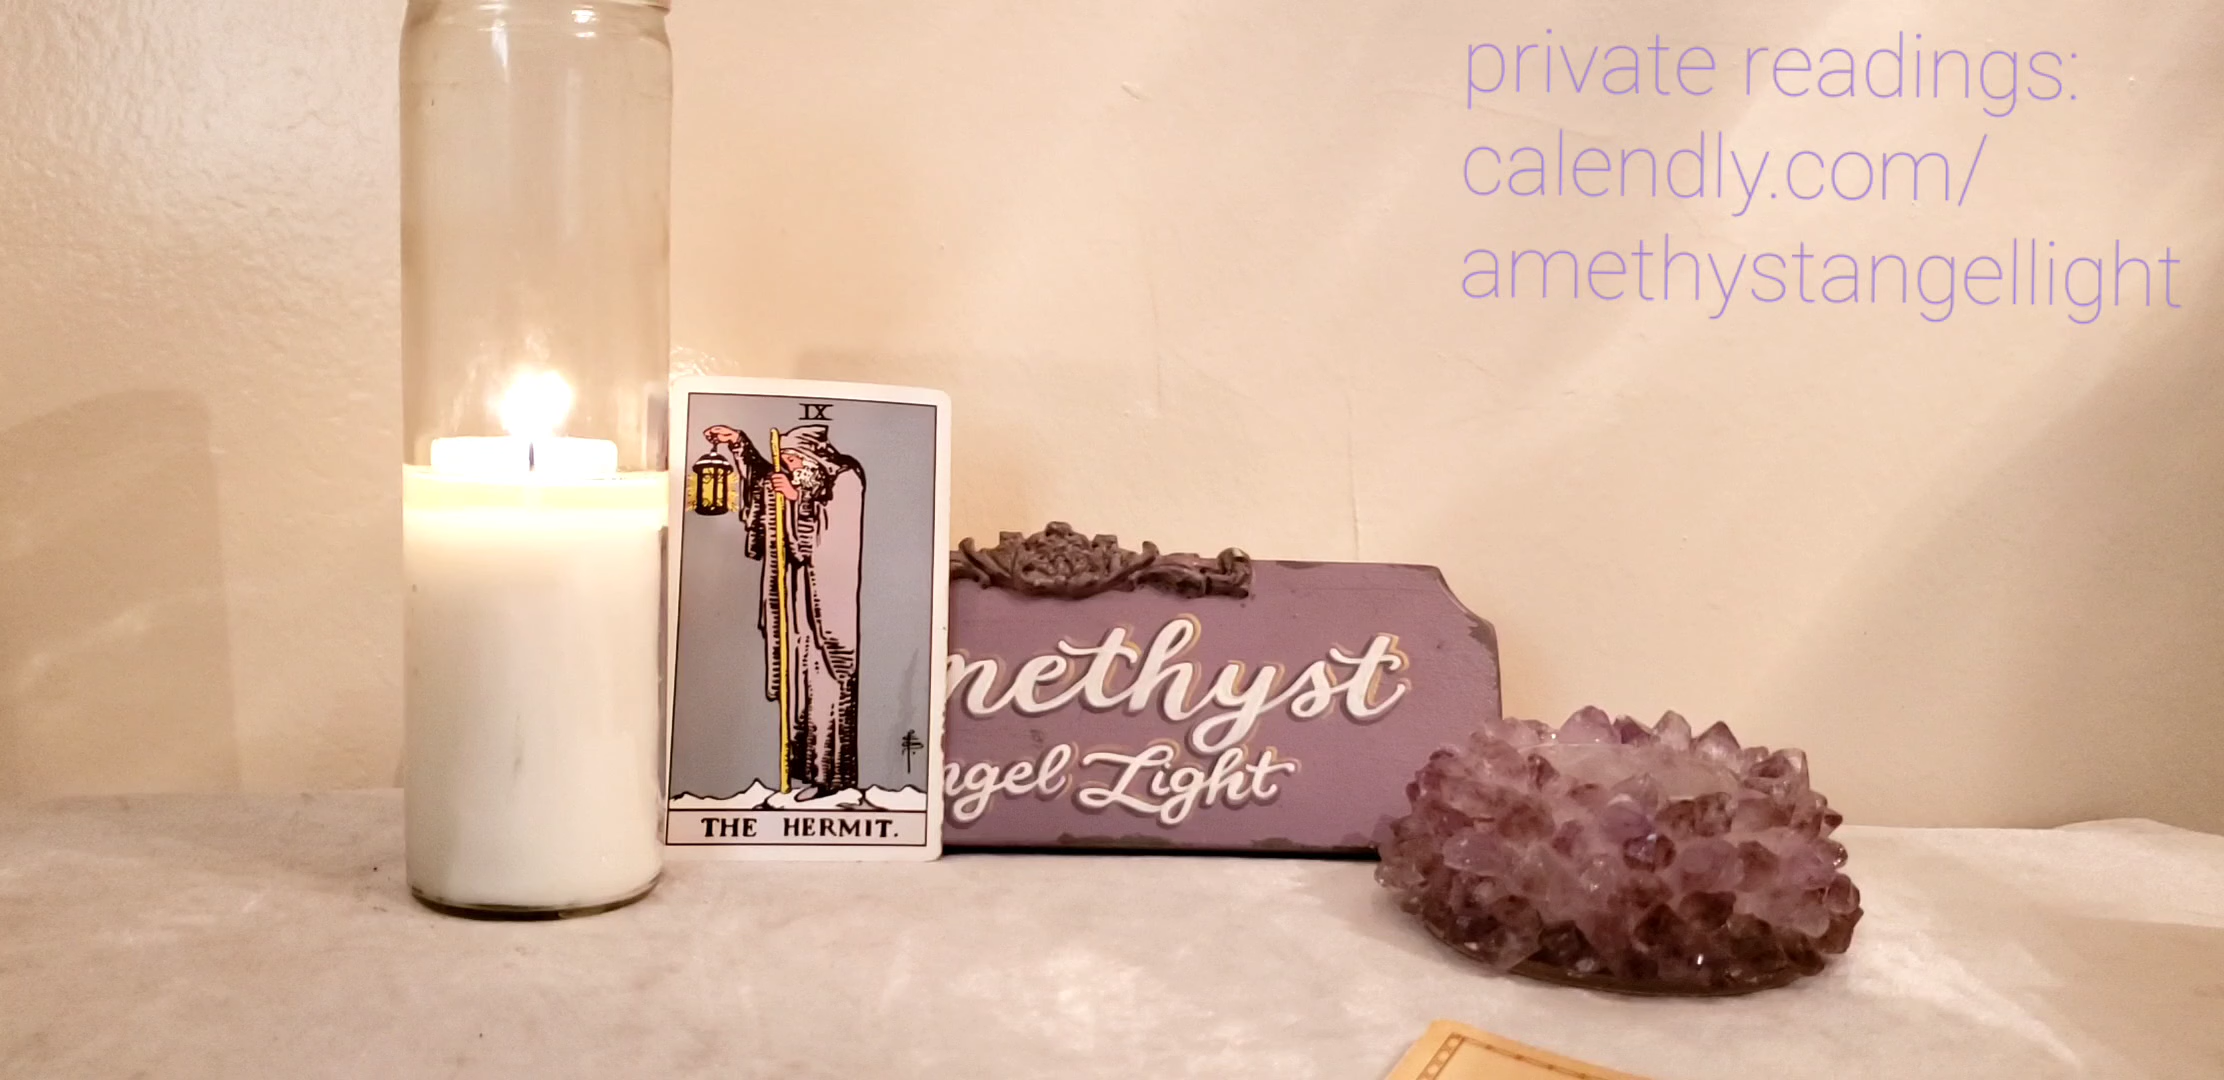 private readings:
calendly.com/
amethystangellight
IX
THE HERMIT.
methyst
ngel Light